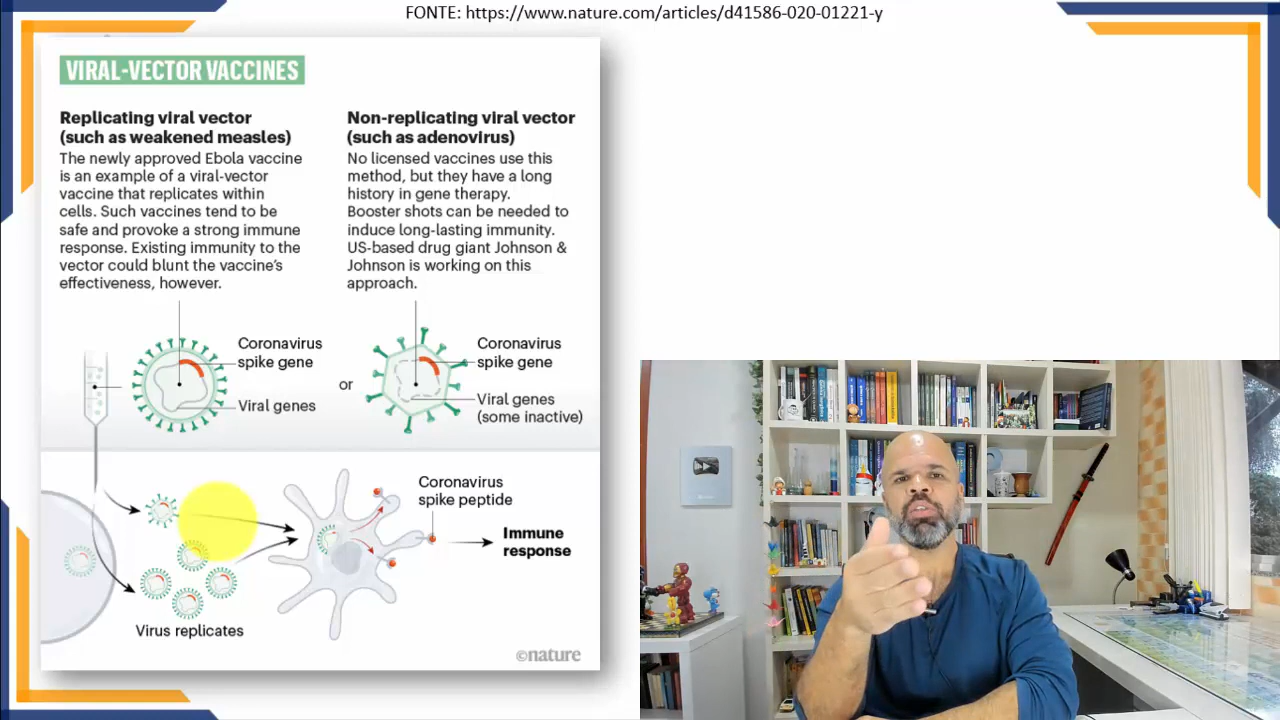 FONTE: https://www.nature.com/articles/d41586-020-01221-y
VIRAL-VECTOR VACCINES
Replicating viral vector
(such as weakened measles)
The newly approved Ebola vaccine
is an example of a viral-vector
vaccine that replicates within
cells. Such vaccines tend to be
safe and provoke a strong immune
response. Existing immunity to the
vector could blunt the vaccine's
effectiveness, however.
Non-replicating viral vector
(such as adenovirus)
No licensed vaccines use this
method, but they have a long
history in gene therapy.
Booster shots can be needed to
induce long-lasting immunity.
US-based drug giant Johnson &
Johnson is working on this
approach.
Coronavirus
spike gene
Viral genes
or
Coronavirus
spike gene
Viral genes
(some inactive)
Coronavirus
spike peptide
Immune
response
Virus replicates
©nature